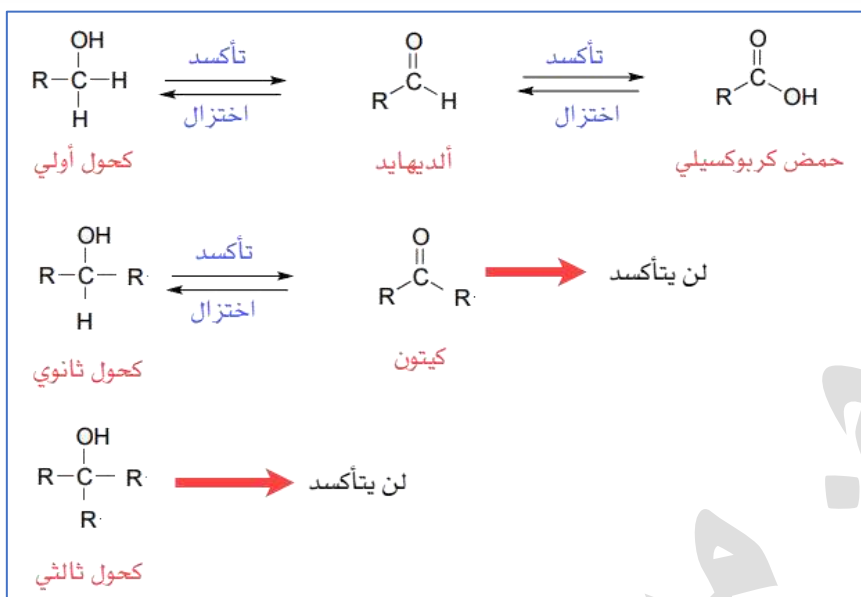 OH
R-C-H
H
تأكسد
اختزال
O
R C H
تأكسد
اختزال
O
R C OH
كحول أولي
ألديهايد
حمض كربوكسيلي
OH
R-C-R
H
تأكسد
اختزال
O
R C R
لن يتأكسد
كحول ثانوي
كيتون
OH
R-C-R
R
لن يتأكسد
كحول ثالثي